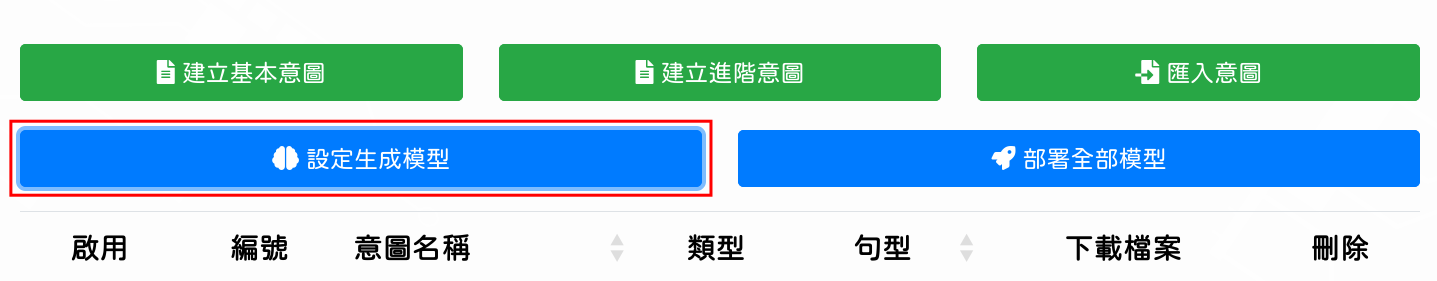 建立基本意圖 建立進階意圖 匯入意圖
設定生成模型 部署全部模型
啟用 編號 意圖名稱 類型 句型 下載檔案 刪除